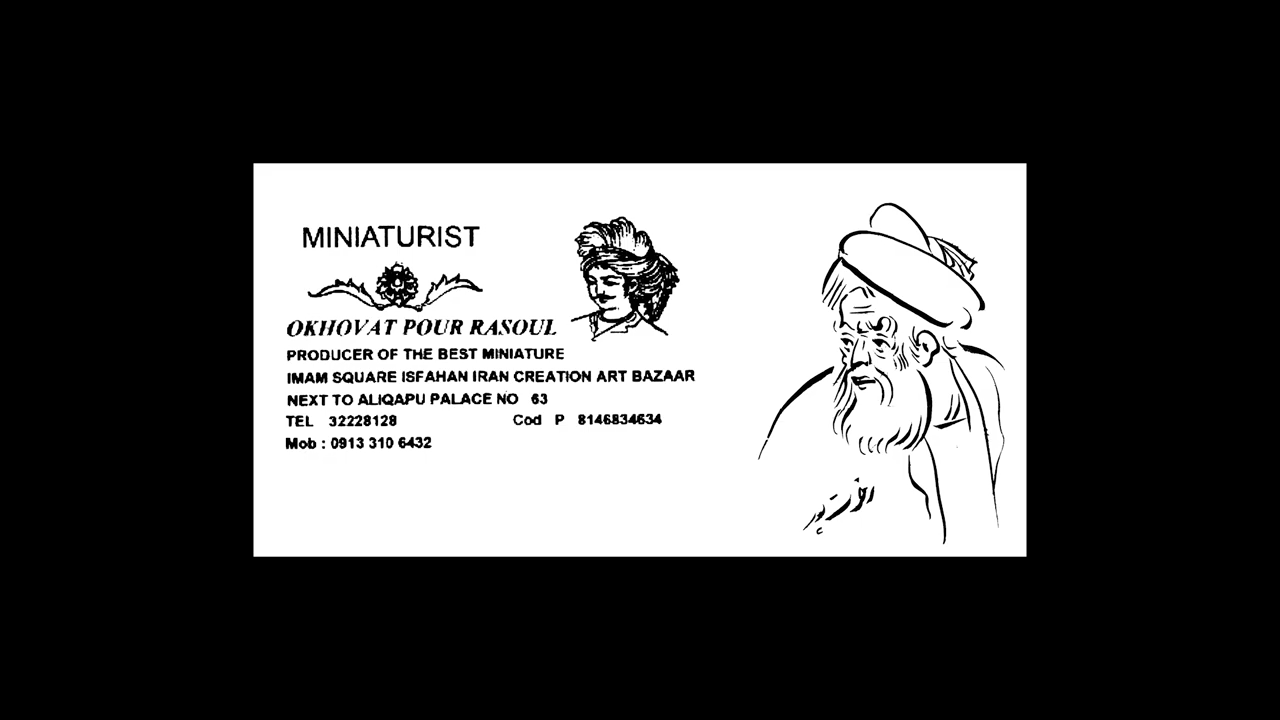 MINIATURIST
OKHOVAT POUR RASOUL
PRODUCER OF THE BEST MINIATURE
IMAM SQUARE ISFAHAN IRAN CREATION ART BAZAAR
NEXT TO ALIQAPU PALACE NO 63
TEL 32228128 Cod P 8146834634
Mob : 0913 310 6432